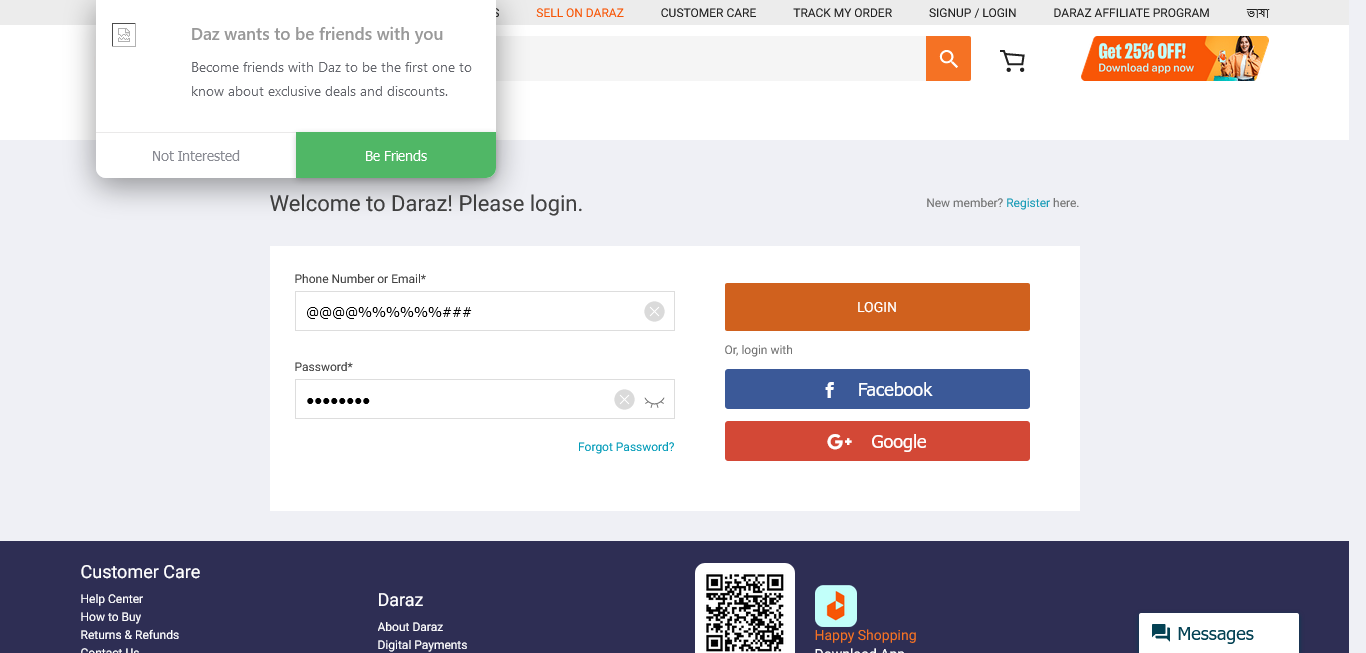 S
SELL ON DARAZ
CUSTOMER CARE
TRACK MY ORDER
SIGNUP / LOGIN
DARAZ AFFILIATE PROGRAM
ভাষা
Daz wants to be friends with you
Become friends with Daz to be the first one to
know about exclusive deals and discounts.
Not Interested
Be Friends
Get 25% OFF!
Download app now
Welcome to Daraz! Please login.
New member? Register here.
Phone Number or Email*
@@@@%%%%%%###
Password*
••••••••
Forgot Password?
LOGIN
Or, login with
Facebook
G+ Google
Customer Care
Help Center
How to Buy
Returns & Refunds
Contact Us
Daraz
About Daraz
Digital Payments
Happy Shopping
Download App
Messages